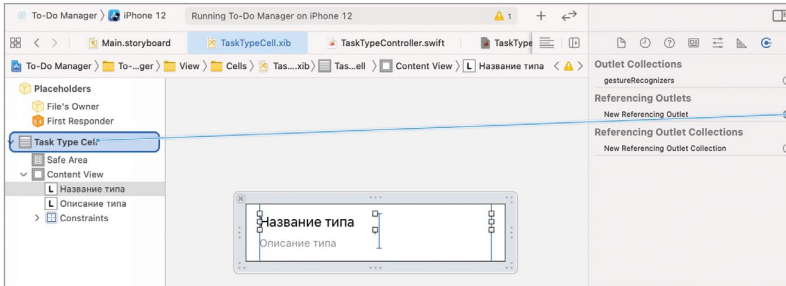 To-Do Manager 〉 iPhone 12 Running To-Do Manager on iPhone 12 1
Main.storyboard TaskTypeCell.xib TaskTypeController.swift TaskType
To-Do Manager 〉 To-...ger 〉 View 〉 Cells 〉 Tas....xib 〉 Tas...ell 〉 Content View 〉 L Название типа
Outlet Collections
gestureRecognizers
Referencing Outlets
New Referencing Outlet
Referencing Outlet Collections
New Referencing Outlet Collection
Placeholders
File's Owner
First Responder
Task Type Cell
Safe Area
Content View
L Название типа
L Описание типа
Constraints
Название типа
Описание типа